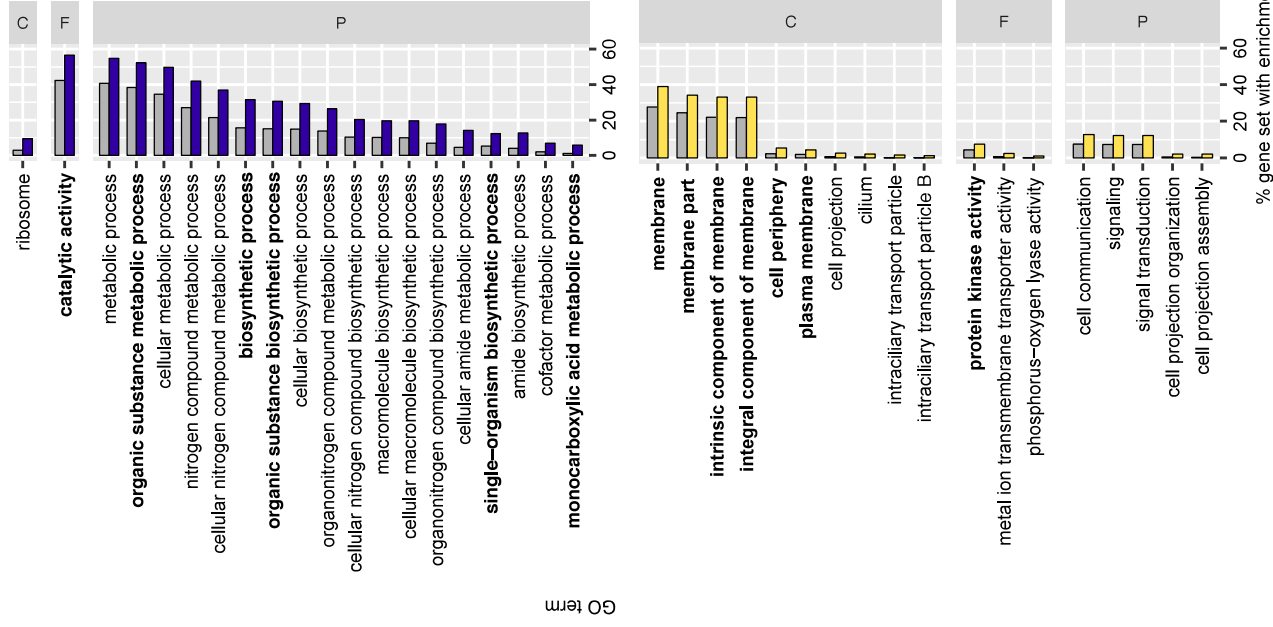 C
F
P
0
20
40
60
ribosome
catalytic activity
metabolic process
organic substance metabolic process
cellular metabolic process
nitrogen compound metabolic process
cellular nitrogen compound metabolic process
biosynthetic process
organic substance biosynthetic process
cellular biosynthetic process
organonitrogen compound metabolic process
cellular nitrogen compound biosynthetic process
macromolecule biosynthetic process
cellular macromolecule biosynthetic process
organonitrogen compound biosynthetic process
cellular amide metabolic process
single−organism biosynthetic process
amide biosynthetic process
cofactor metabolic process
monocarboxylic acid metabolic process
GO term
C
F
P
0
20
40
60
% gene set with enrichme
membrane
membrane part
intrinsic component of membrane
integral component of membrane
cell periphery
plasma membrane
cell projection
cilium
intraciliary transport particle
intraciliary transport particle B
protein kinase activity
metal ion transmembrane transporter activity
phosphorus−oxygen lyase activity
cell communication
signaling
signal transduction
cell projection organization
cell projection assembly